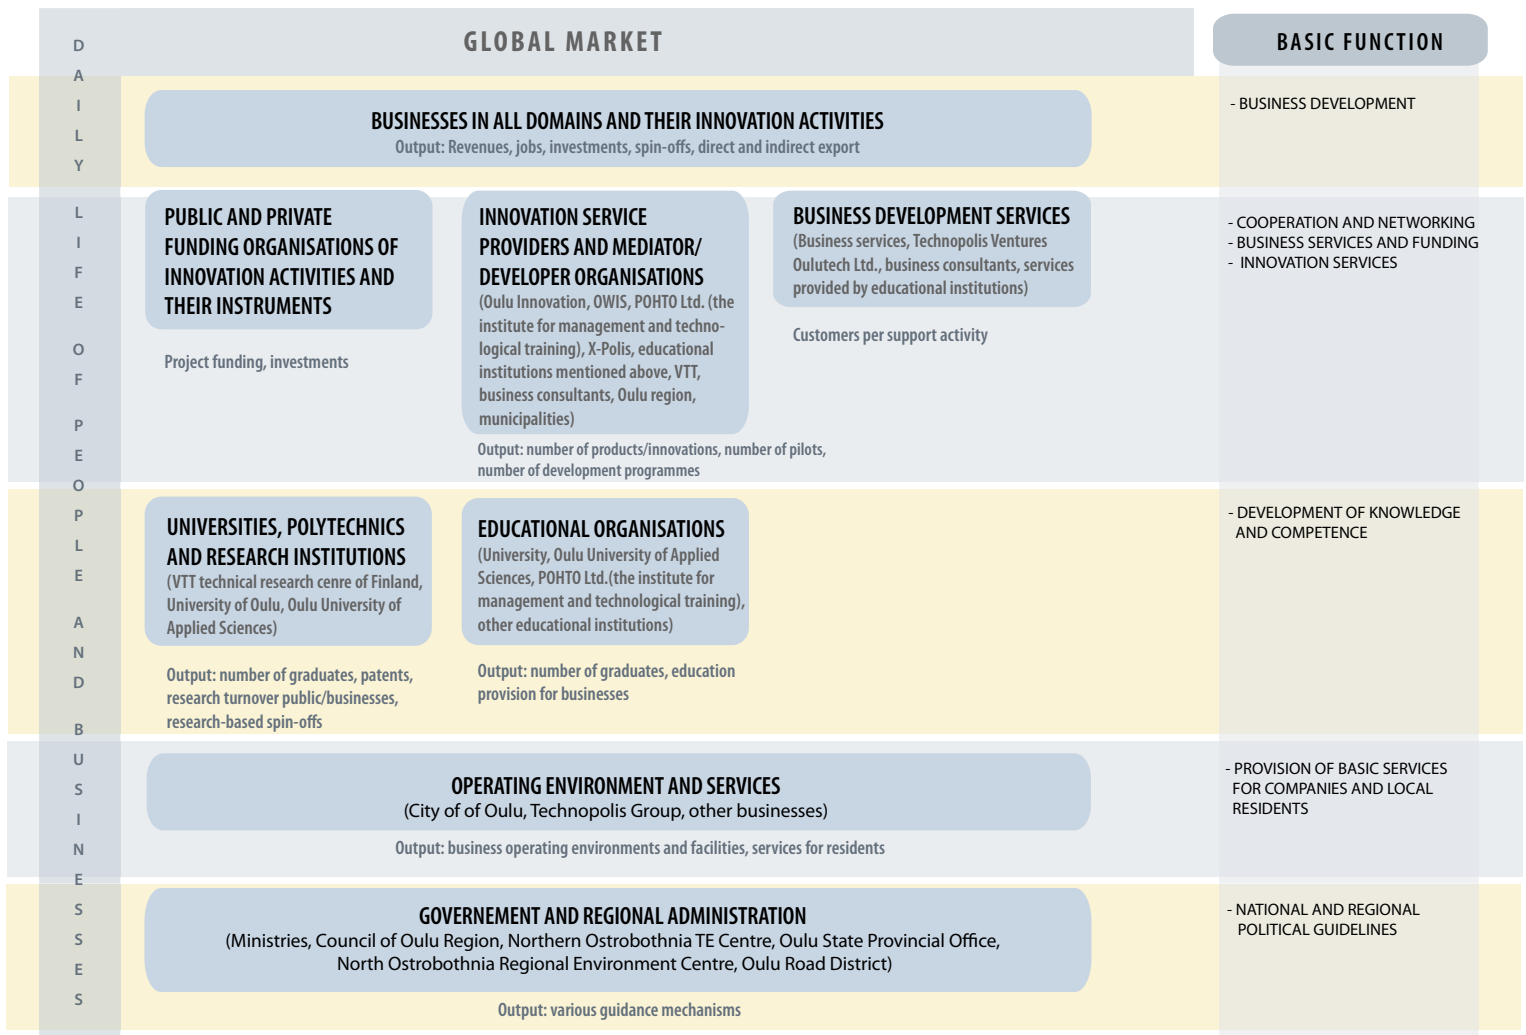 GLOBAL MARKET
BASIC FUNCTION
DAILY LIFE OF PEOPLE AND BUSINESSES
BUSINESSES IN ALL DOMAINS AND THEIR INNOVATION ACTIVITIES
Output: Revenues, jobs, investments, spin-offs, direct and indirect export
- BUSINESS DEVELOPMENT
PUBLIC AND PRIVATE
FUNDING ORGANISATIONS OF
INNOVATION ACTIVITIES AND
THEIR INSTRUMENTS
Project funding, investments
INNOVATION SERVICE
PROVIDERS AND MEDIATOR/
DEVELOPER ORGANISATIONS
(Oulu Innovation, OWIS, POHTO Ltd. (the
institute for management and techno-
logical training), X-Polis, educational
institutions mentioned above, VTT,
business consultants, Oulu region,
municipalities)
Output: number of products/innovations, number of pilots,
number of development programmes
BUSINESS DEVELOPMENT SERVICES
(Business services, Technopolis Ventures
Oulutech Ltd., business consultants, services
provided by educational institutions)
Customers per support activity
- COOPERATION AND NETWORKING
- BUSINESS SERVICES AND FUNDING
- INNOVATION SERVICES
UNIVERSITIES, POLYTECHNICS
AND RESEARCH INSTITUTIONS
(VTT technical research cenre of Finland,
University of Oulu, Oulu University of
Applied Sciences)
Output: number of graduates, patents,
research turnover public/businesses,
research-based spin-offs
EDUCATIONAL ORGANISATIONS
(University, Oulu University of Applied
Sciences, POHTO Ltd.(the institute for
management and technological training),
other educational institutions)
Output: number of graduates, education
provision for businesses
- DEVELOPMENT OF KNOWLEDGE
AND COMPETENCE
OPERATING ENVIRONMENT AND SERVICES
(City of of Oulu, Technopolis Group, other businesses)
Output: business operating environments and facilities, services for residents
- PROVISION OF BASIC SERVICES
FOR COMPANIES AND LOCAL
RESIDENTS
GOVERNEMENT AND REGIONAL ADMINISTRATION
(Ministries, Council of Oulu Region, Northern Ostrobothnia TE Centre, Oulu State Provincial Office,
North Ostrobothnia Regional Environment Centre, Oulu Road District)
Output: various guidance mechanisms
- NATIONAL AND REGIONAL
POLITICAL GUIDELINES